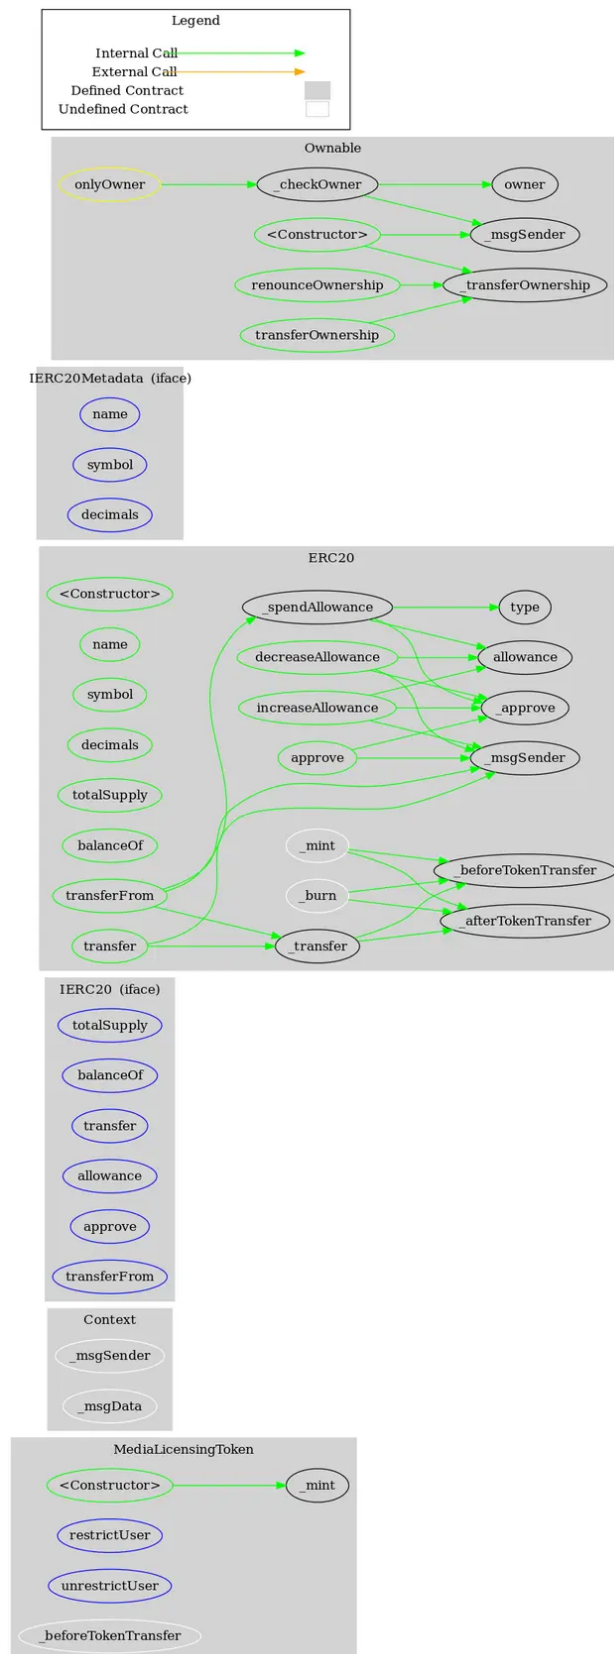 Legend
Internal Call
External Call
Defined Contract
Undefined Contract
Ownable
onlyOwner
_checkOwner
owner
<Constructor>
_msgSender
renounceOwnership
_transferOwnership
transferOwnership
IERC20Metadata (iface)
name
symbol
decimals
ERC20
<Constructor>
_spendAllowance
type
name
decreaseAllowance
allowance
symbol
increaseAllowance
_approve
decimals
approve
_msgSender
totalSupply
balanceOf
_mint
_beforeTokenTransfer
transferFrom
_burn
_afterTokenTransfer
transfer
_transfer
IERC20 (iface)
totalSupply
balanceOf
transfer
allowance
approve
transferFrom
Context
_msgSender
_msgData
MediaLicensingToken
<Constructor>
_mint
restrictUser
unrestrictUser
_beforeTokenTransfer